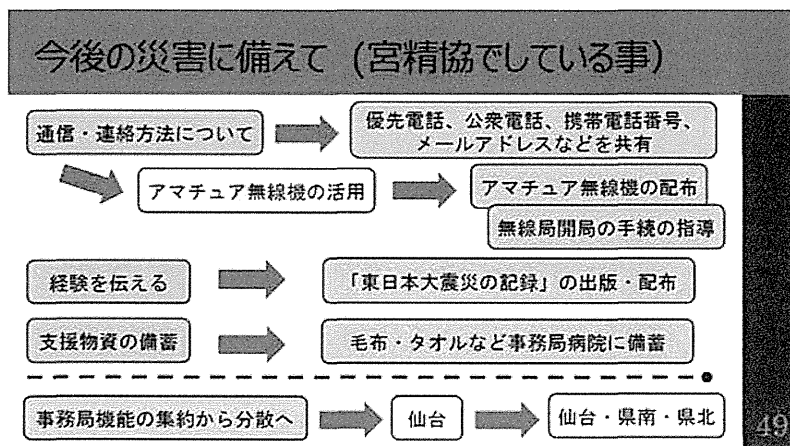 今後の災害に備えて (宮精協でしている事)
通信・連絡方法について
優先電話、公衆電話、携帯電話番号、
メールアドレスなどを共有
アマチュア無線機の活用
アマチュア無線機の配布
無線局開局の手続の指導
経験を伝える
「東日本大震災の記録」の出版・配布
支援物資の備蓄
毛布・タオルなど事務局病院に備蓄
事務局機能の集約から分散へ
仙台
仙台・県南・県北
49